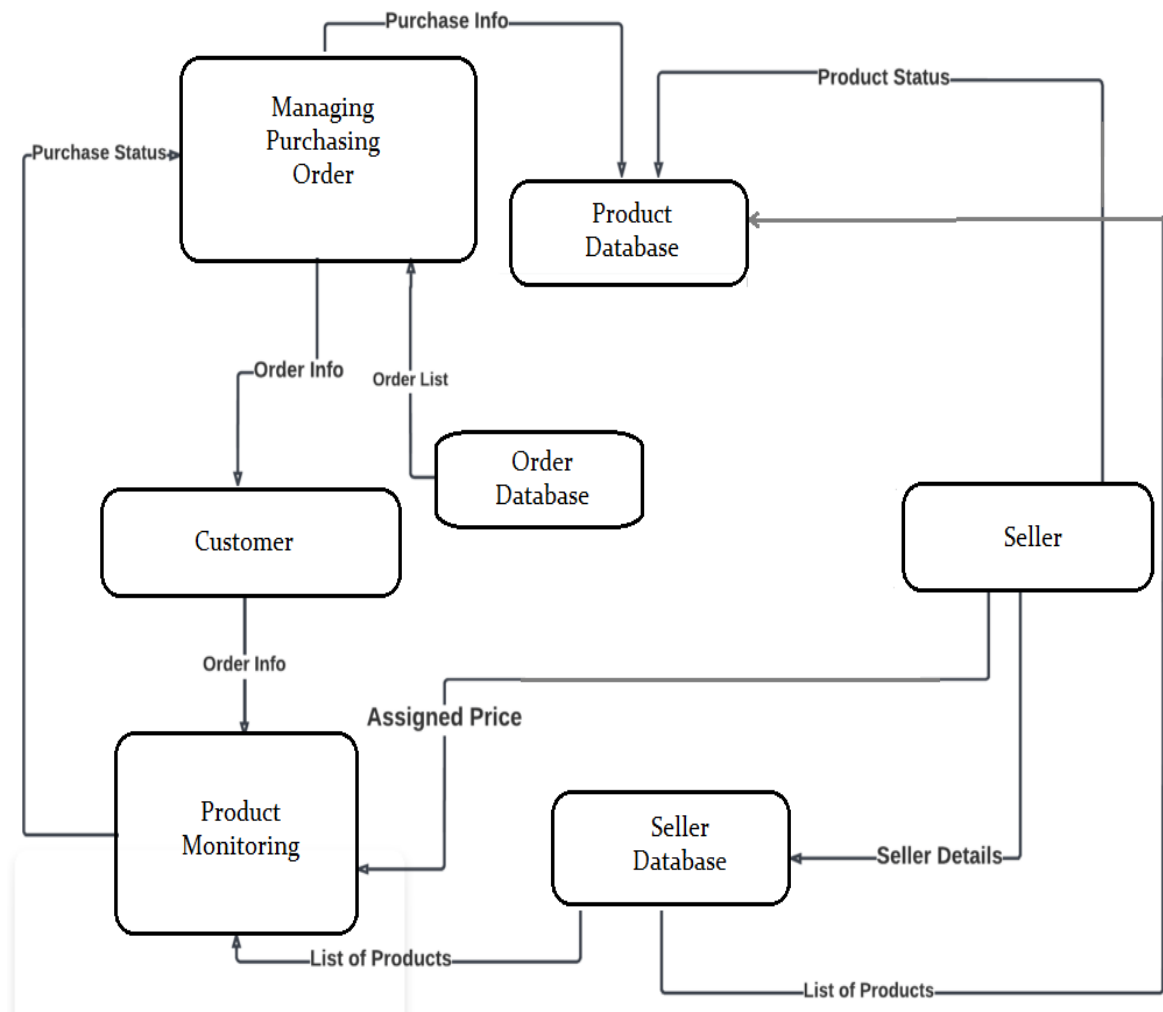 Purchase Info
Managing
Purchasing
Order
Product Status
Purchase Status
Product
Database
Order Info
Order List
Order
Database
Customer
Seller
Order Info
Assigned Price
Product
Monitoring
Seller
Database
Seller Details
List of Products
List of Products